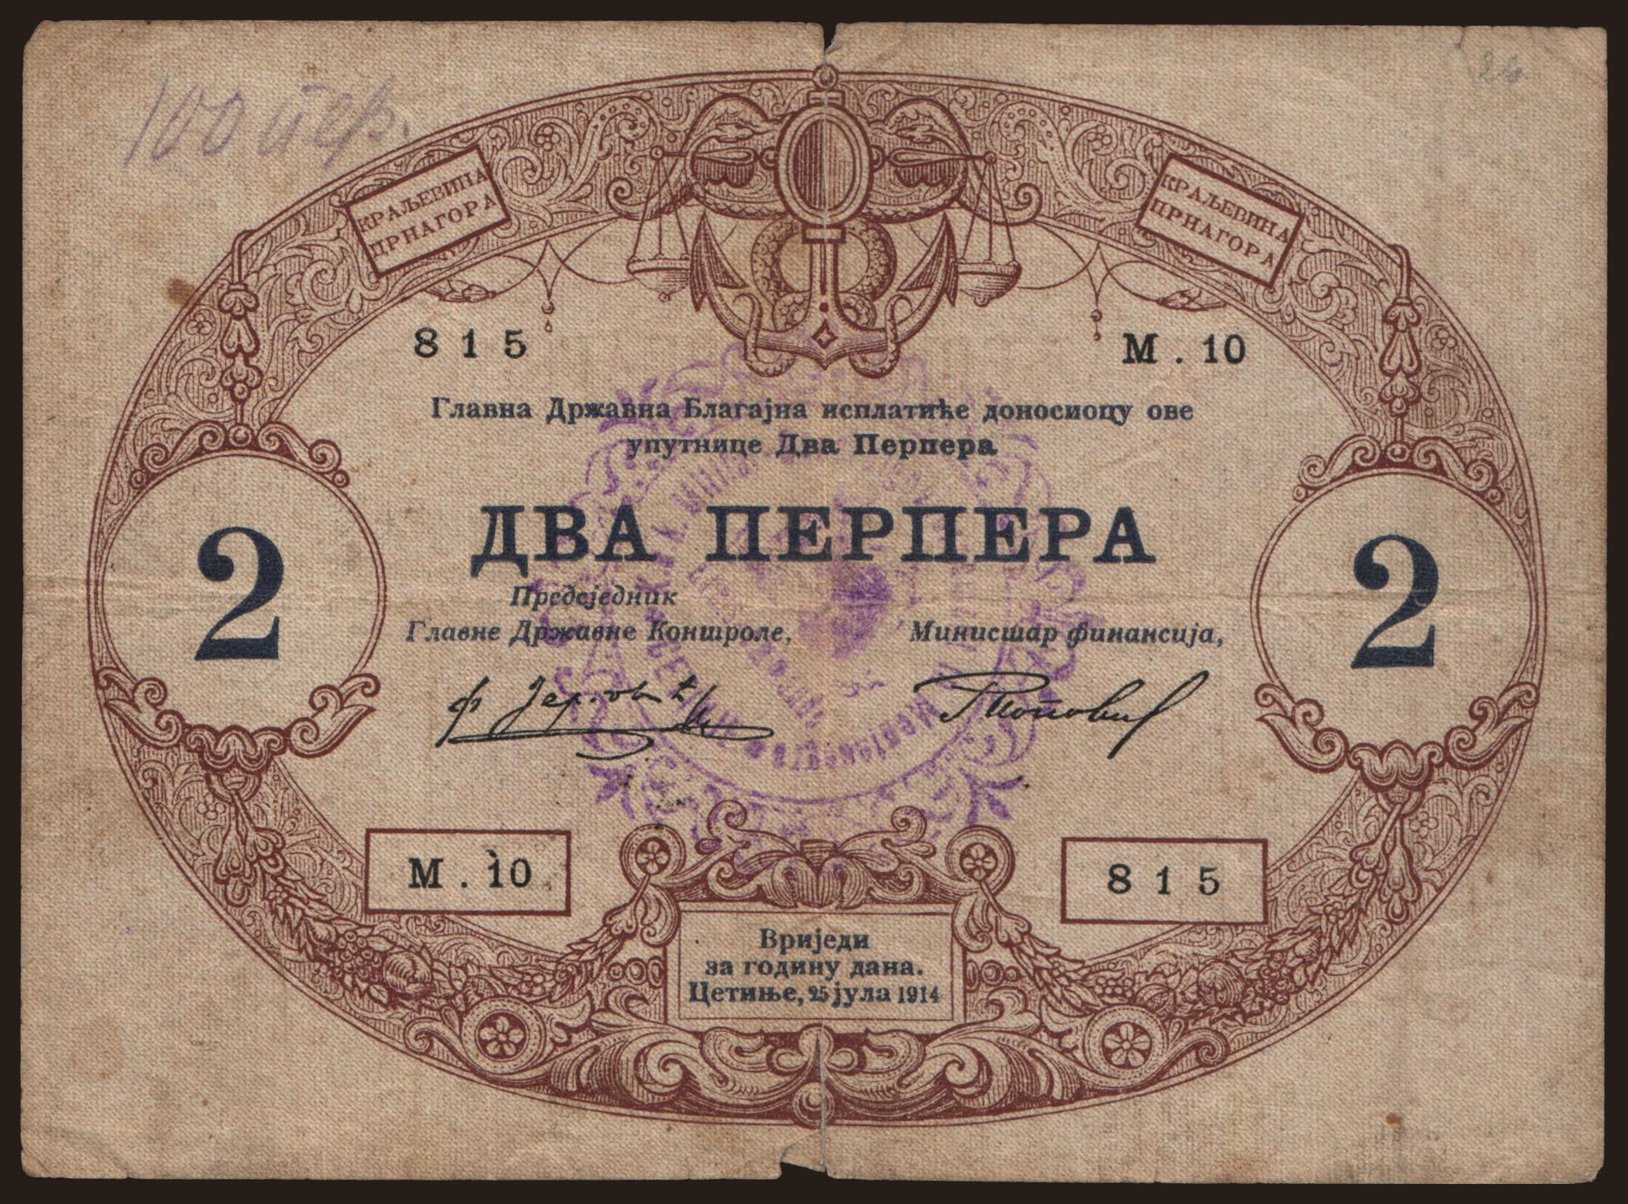 100 пер.
24
КРАЉЕВИНА
ЦРНАГОРА
КРАЉЕВИНА
ЦРНАГОРА
815
М. 10
Главна Државна Благајна исплатиће доносиоцу ове
упутнице Два Перпера
ДВА ПЕРПЕРА
2
2
Предсједник
Главне Државне Контроле,
Министар финансија,
М. 10
815
Вриједи
за годину дана.
Цетиње, 25 јула 1914